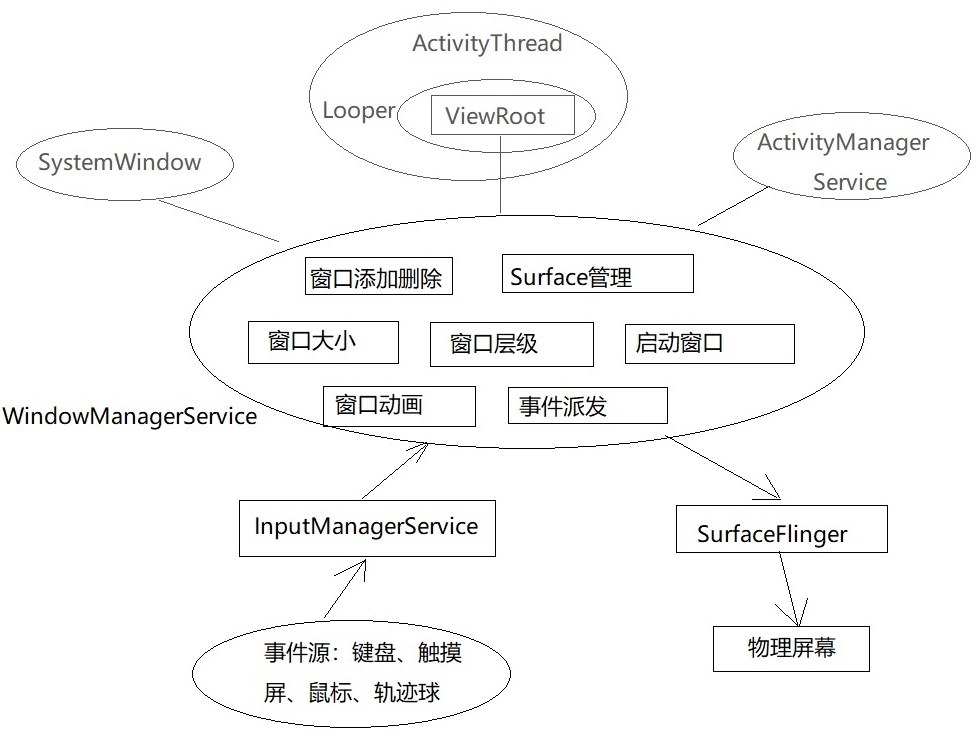 ActivityThread
Looper
ViewRoot
SystemWindow
ActivityManager
Service
窗口添加删除
Surface管理
窗口大小
窗口层级
启动窗口
窗口动画
事件派发
WindowManagerService
InputManagerService
SurfaceFlinger
事件源：键盘、触摸
屏、鼠标、轨迹球
物理屏幕